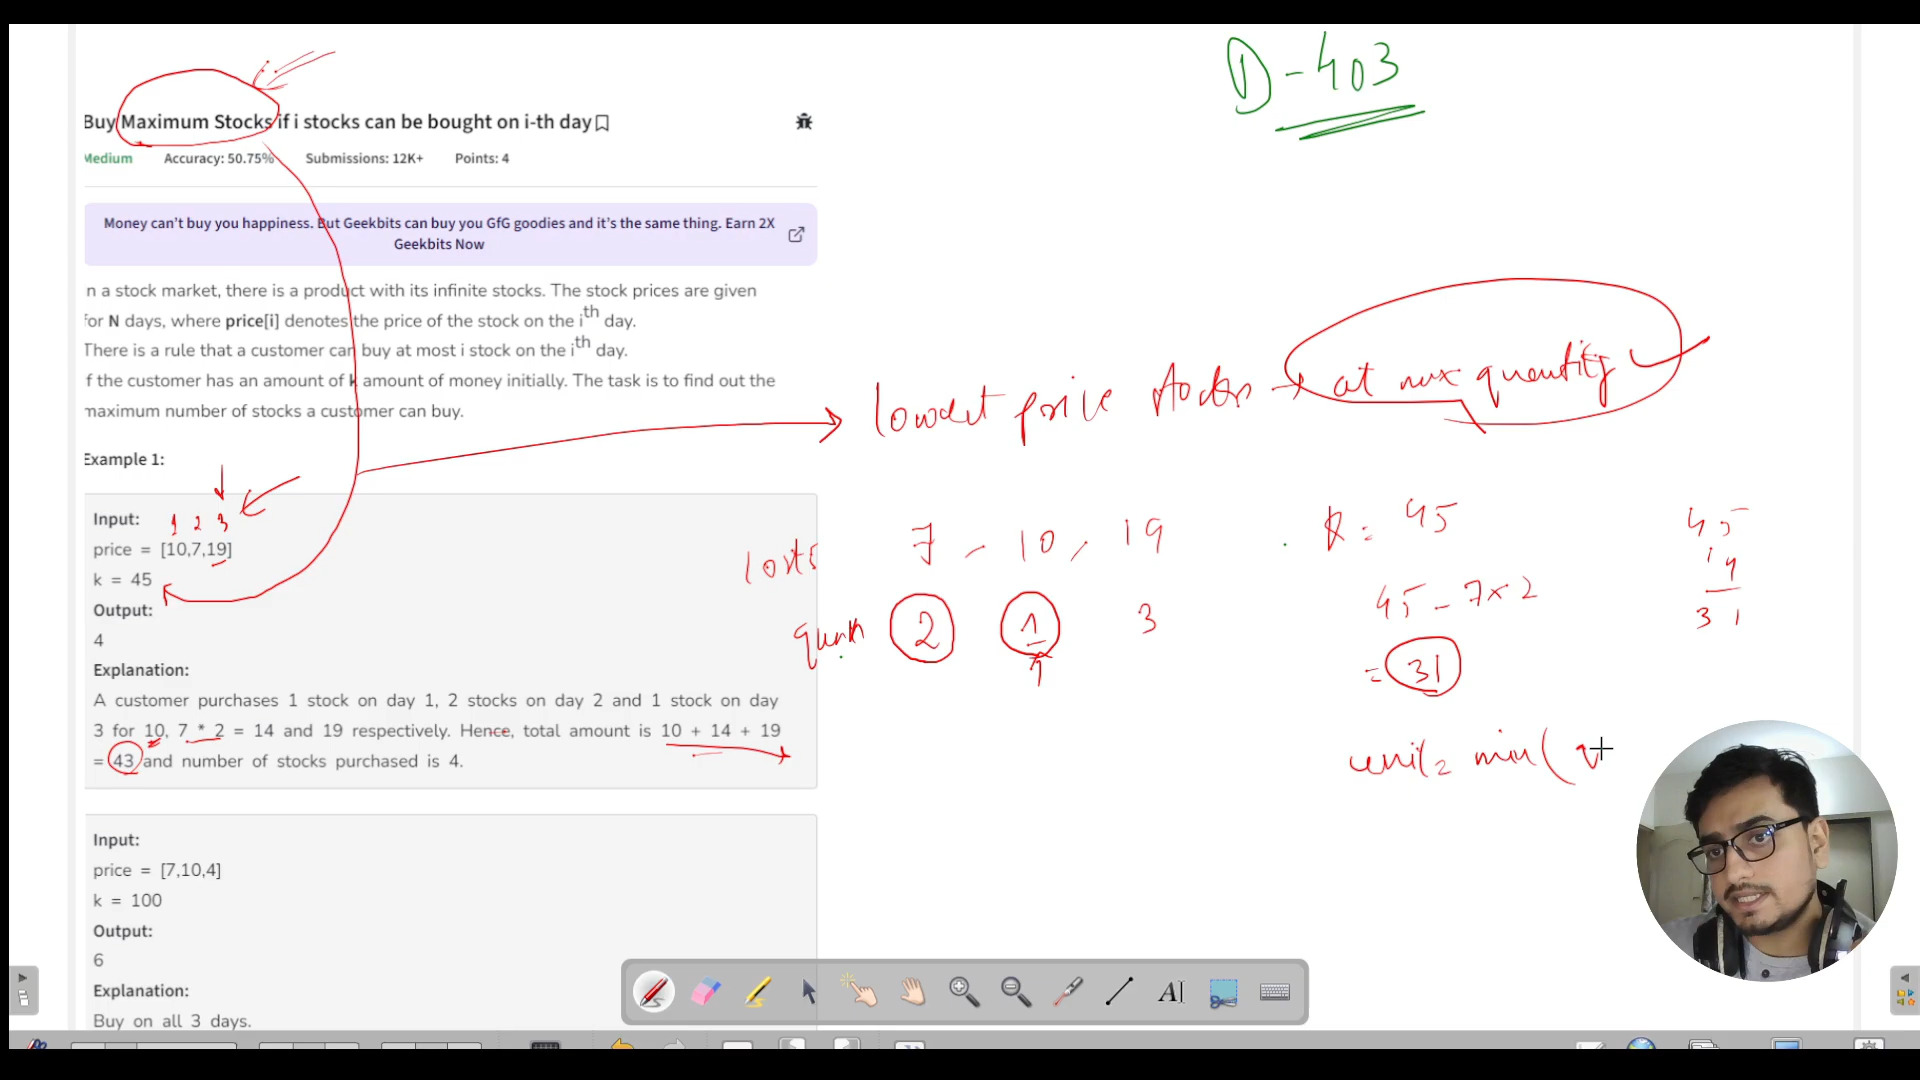 D-403
Buy Maximum Stocks if i stocks can be bought on i-th day
Medium Accuracy: 50.75% Submissions: 12K+ Points: 4
Money can't buy you happiness. But Geekbits can buy you GfG goodies and it's the same thing. Earn 2X
Geekbits Now
n a stock market, there is a product with its infinite stocks. The stock prices are given
for N days, where price[i] denotes the price of the stock on the ith day.
There is a rule that a customer can buy at most i stock on the ith day.
f the customer has an amount of k amount of money initially. The task is to find out the
maximum number of stocks a customer can buy.
lowest price stocks → at max quantity
Example 1:
Input:
1 2 3
price = [10,7,19]
k = 45
Output:
4
Explanation:
A customer purchases 1 stock on day 1, 2 stocks on day 2 and 1 stock on day
3 for 10, 7 * 2 = 14 and 19 respectively. Hence, total amount is 10 + 14 + 19
= 43 and number of stocks purchased is 4.
7, 10, 19
2 1 3
1
k = 45
45 - 7 x 2
= 31
45
14
31
unit = min(
Input:
price = [7,10,4]
k = 100
Output:
6
Explanation:
Buy on all 3 days.